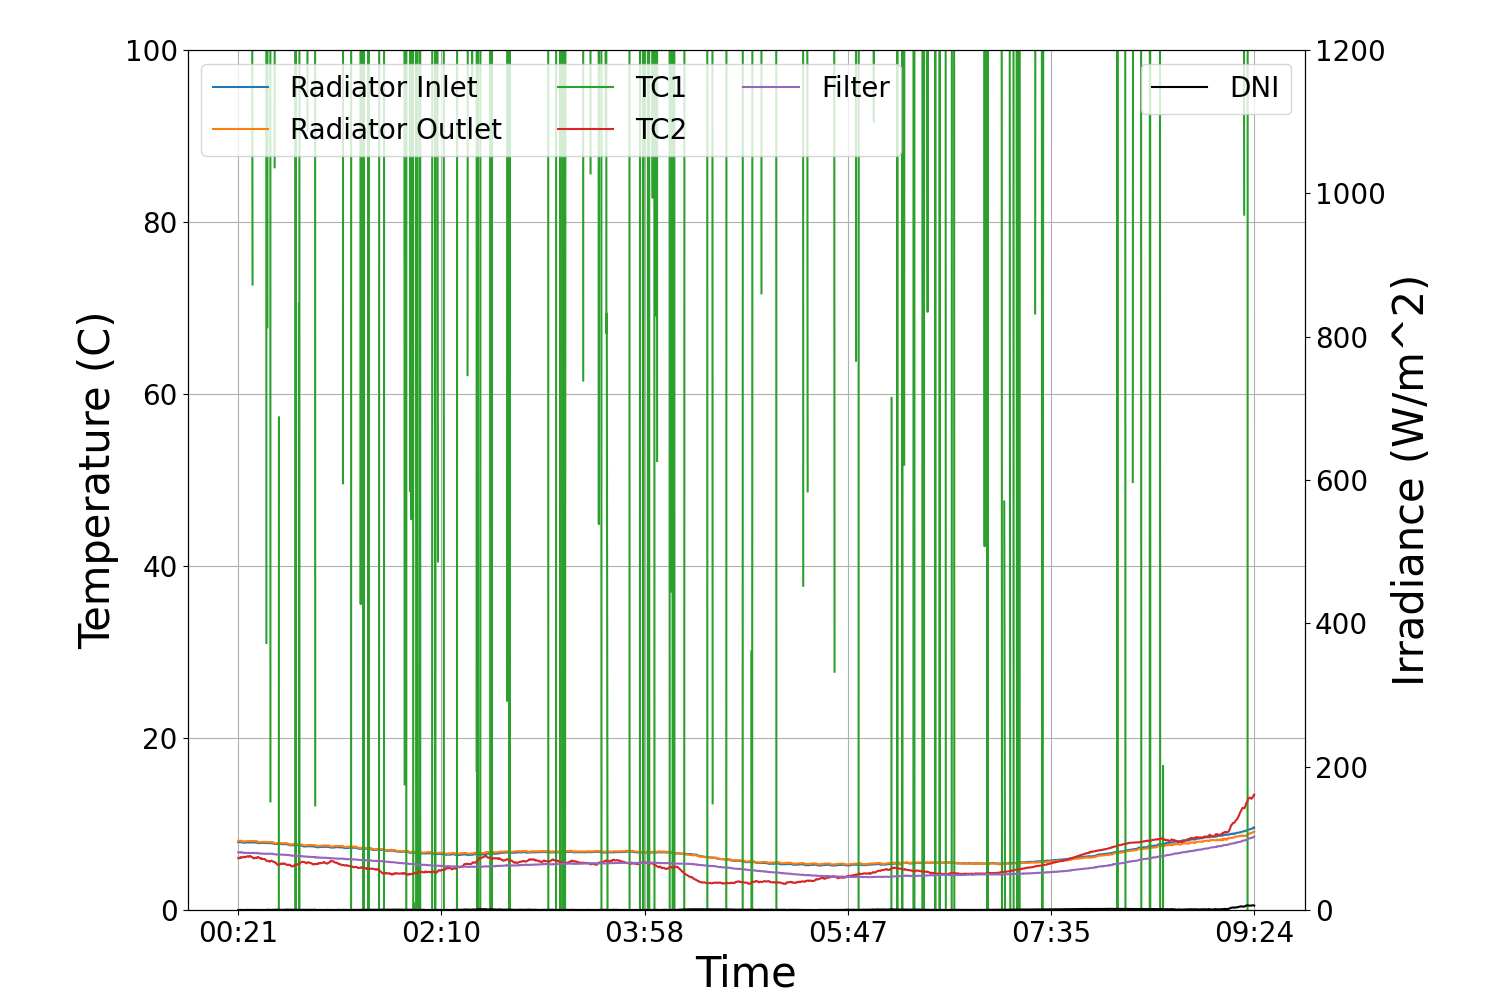 100
80
60
40
20
0
Temperature (C)
Radiator Inlet
Radiator Outlet
TC1
TC2
Filter
DNI
1200
1000
800
600
400
200
0
Irradiance (W/m^2)
00:21
02:10
03:58
05:47
07:35
09:24
Time